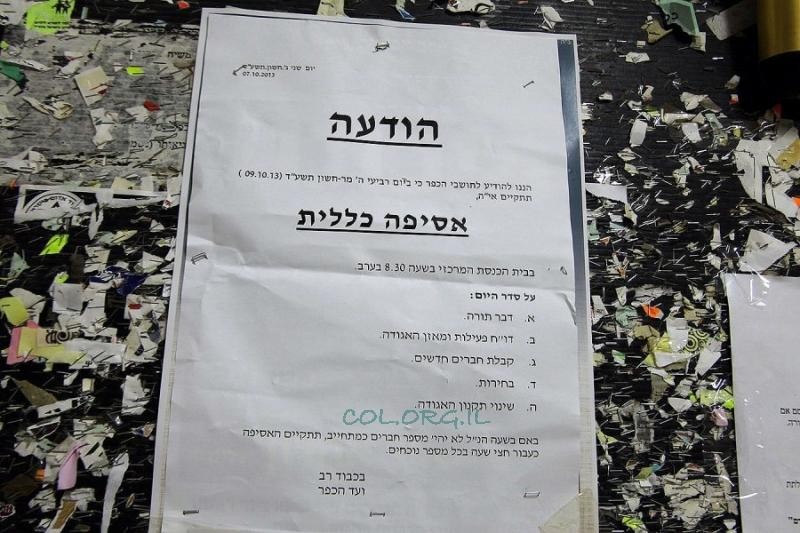 יום שני ג'.חשון.תשע"ד
07.10.2013
הודעה
הננו להודיע לתושבי הכפר כי ביום רביעי ה' מר-חשון תשע"ד (09.10.13 )
תתקיים אי"ה,
אסיפה כללית
בבית הכנסת המרכזי בשעה 8.30 בערב.
על סדר היום:
א. דבר תורה.
ב. דו"ח פעילות ומאזן האגודה.
ג. קבלת חברים חדשים.
ד. בחירות.
ה. שינוי תקנון האגודה.
COL.ORG.IL
באם בשעה הנ"ל לא יהי' מספר חברים כמתחייב, תתקיים האסיפה
כעבור חצי שעה בכל מספר נוכחים.
בכבוד רב
ועד הכפר
משיח